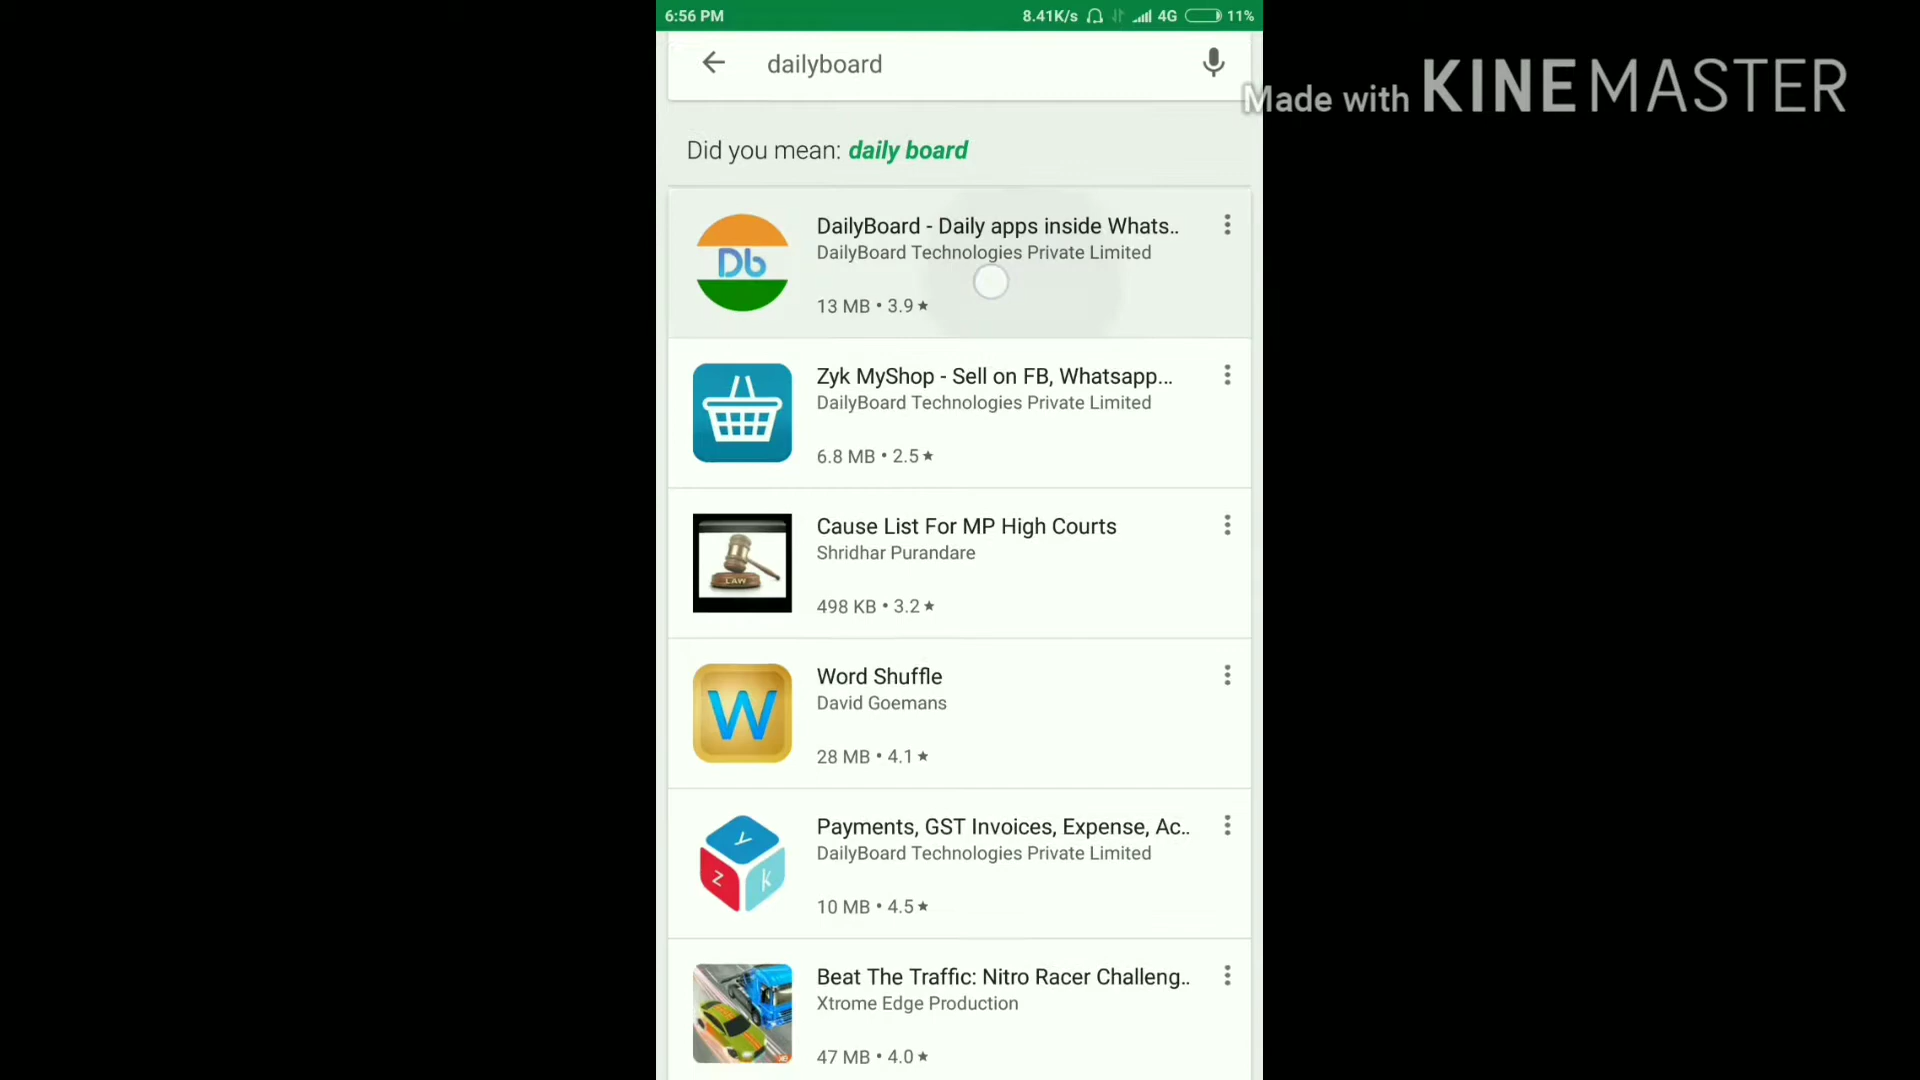 6:56 PM
8.41K/s 4G 11%
dailyboard
Made with KINEMASTER
Did you mean: daily board
DailyBoard - Daily apps inside Whats..
DailyBoard Technologies Private Limited
Db
13 MB • 3.9 ★
Zyk MyShop - Sell on FB, Whatsapp...
DailyBoard Technologies Private Limited
6.8 MB • 2.5 ★
Cause List For MP High Courts
Shridhar Purandare
LAW
498 KB • 3.2 ★
Word Shuffle
David Goemans
W
28 MB • 4.1 ★
Payments, GST Invoices, Expense, Ac..
DailyBoard Technologies Private Limited
y
z k
10 MB • 4.5 ★
Beat The Traffic: Nitro Racer Challeng..
Xtrome Edge Production
47 MB • 4.0 ★